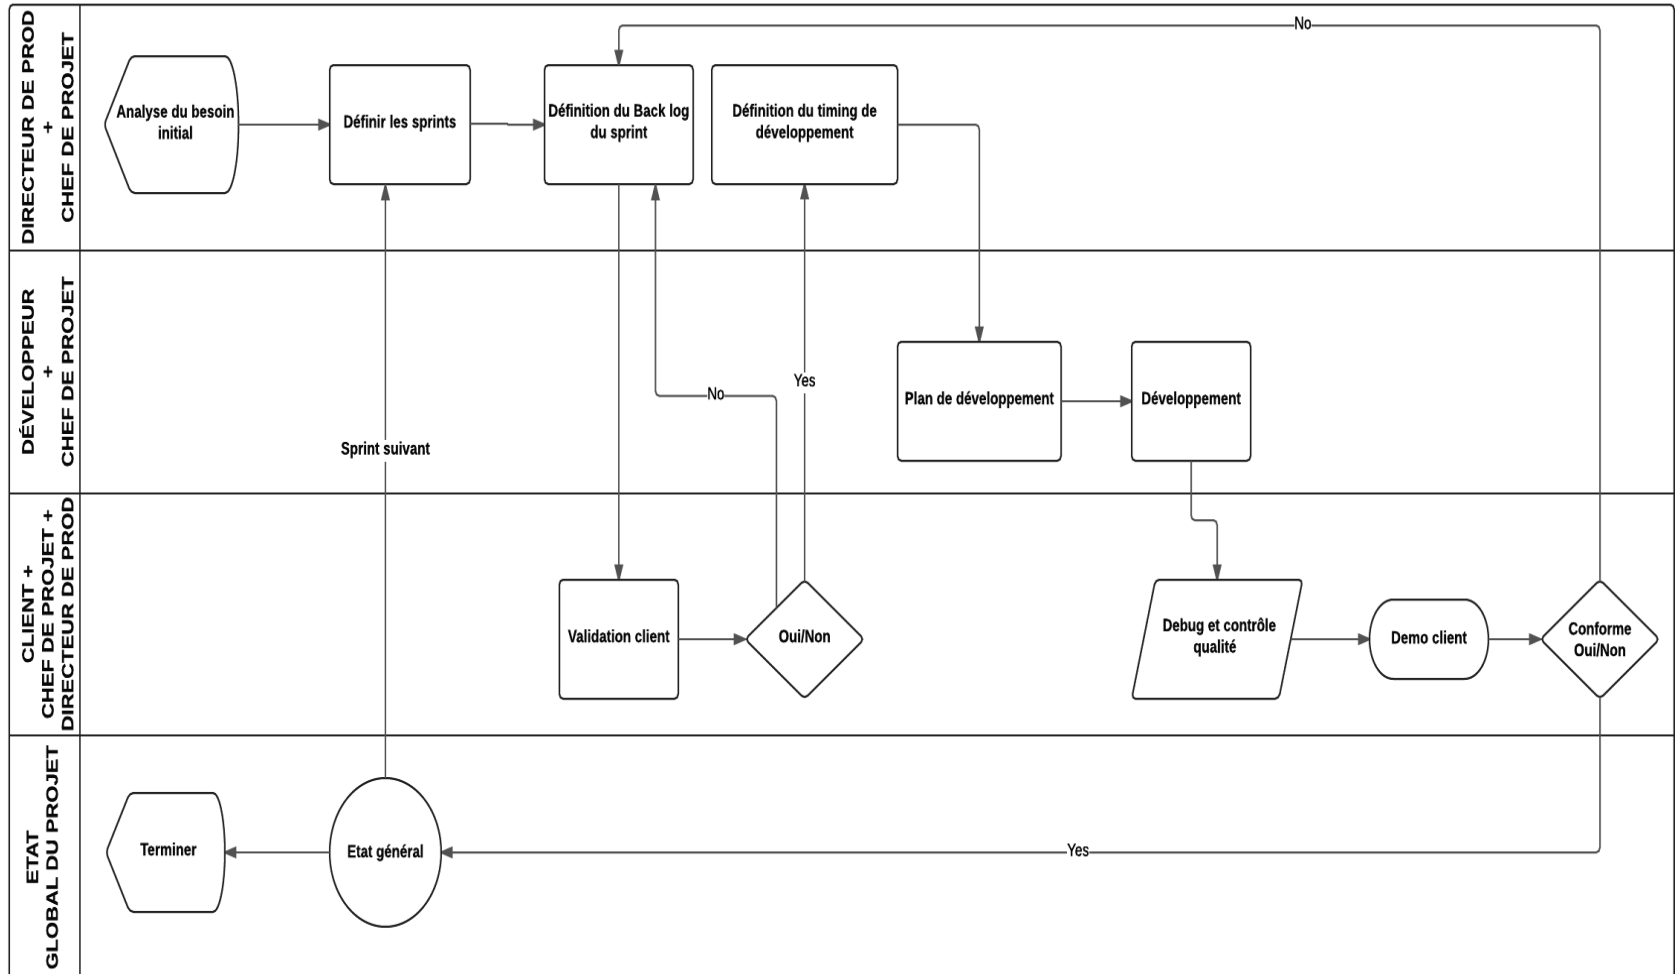 DIRECTEUR DE PROD
+
CHEF DE PROJET
No
Analyse du besoin
initial
Définir les sprints
Définition du Back log
du sprint
Définition du timing de
développement
DÉVELOPPEUR
+
CHEF DE PROJET
Sprint suivant
No
Yes
Plan de développement
Développement
CLIENT +
CHEF DE PROJET +
DIRECTEUR DE PROD
Validation client
Oui/Non
Debug et contrôle
qualité
Demo client
Conforme
Oui/Non
ETAT
GLOBAL DU PROJET
Terminer
Etat général
Yes